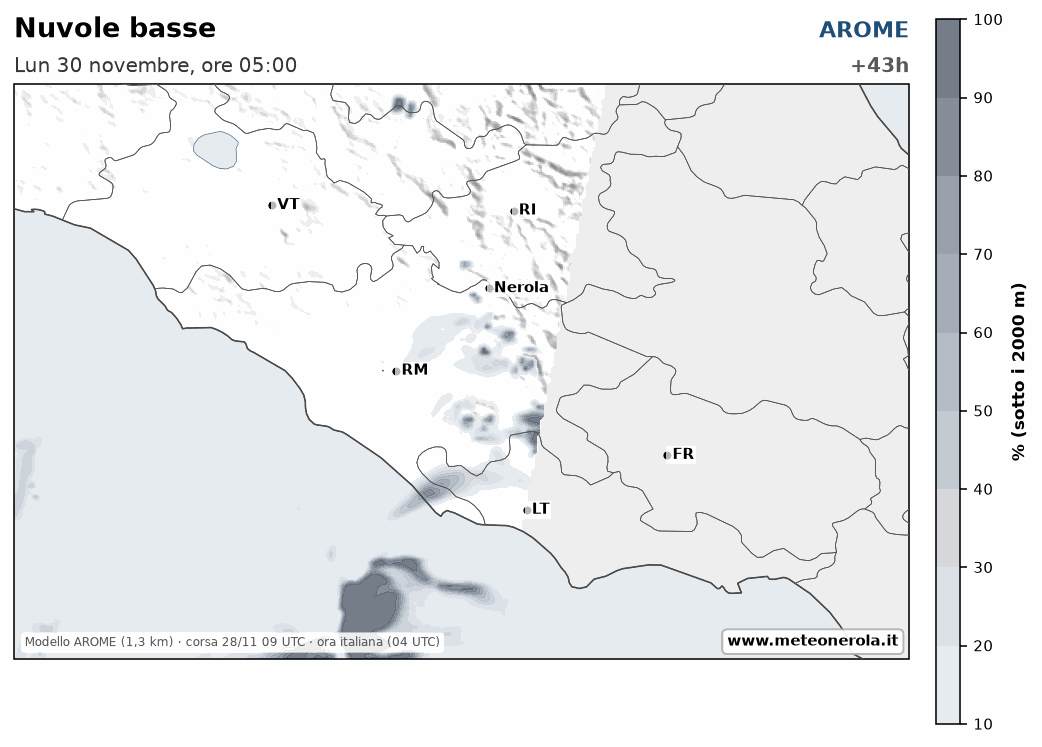 Nuvole basse
AROME
Lun 30 novembre, ore 05:00
+43h
100
90
80
70
60
50
40
30
20
10
% (sotto i 2000 m)
VT
RI
Nerola
RM
FR
LT
Modello AROME (1,3 km) · corsa 28/11 09 UTC · ora italiana (04 UTC)
www.meteonerola.it